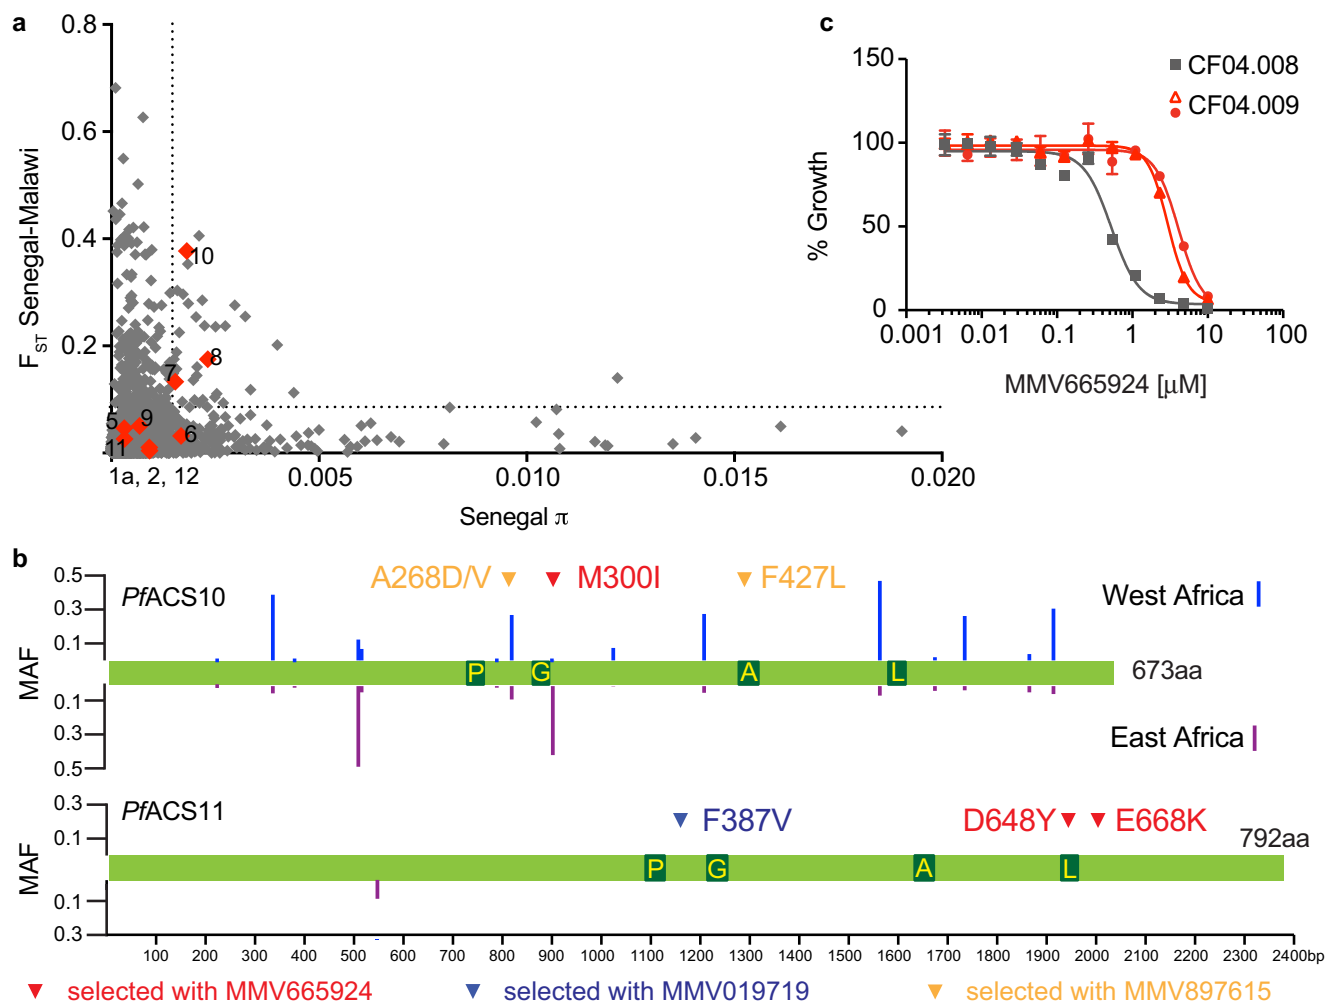 a
0.8
0.6
0.4
0.2
F_ST Senegal-Malawi
10
8
7
5
9
6
11
1a, 2, 12
0.005
0.010
0.015
0.020
Senegal π
c
150
100
50
0
% Growth
CF04.008
CF04.009
0.001
0.01
0.1
1
10
100
MMV665924 [μM]
b
0.5
0.3
0.1
0.1
0.3
0.5
MAF
PfACS10
A268D/V
M300I
F427L
West Africa
P
G
A
L
673aa
East Africa
0.3
0.1
0.1
0.3
MAF
PfACS11
F387V
D648Y
E668K
792aa
P
G
A
L
100 200 300 400 500 600 700 800 900 1000 1100 1200 1300 1400 1500 1600 1700 1800 1900 2000 2100 2200 2300 2400bp
selected with MMV665924
selected with MMV019719
selected with MMV897615